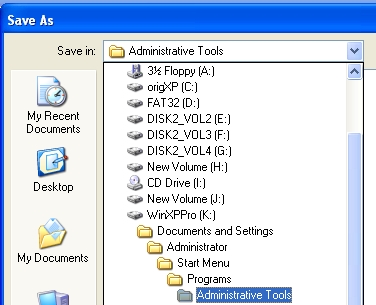 Save As
Save in:
Administrative Tools
3½ Floppy (A:)
origXP (C:)
FAT32 (D:)
DISK2_VOL2 (E:)
DISK2_VOL3 (F:)
DISK2_VOL4 (G:)
New Volume (H:)
CD Drive (I:)
New Volume (J:)
WinXPPro (K:)
Documents and Settings
Administrator
Start Menu
Programs
Administrative Tools
My Recent
Documents
Desktop
My Documents